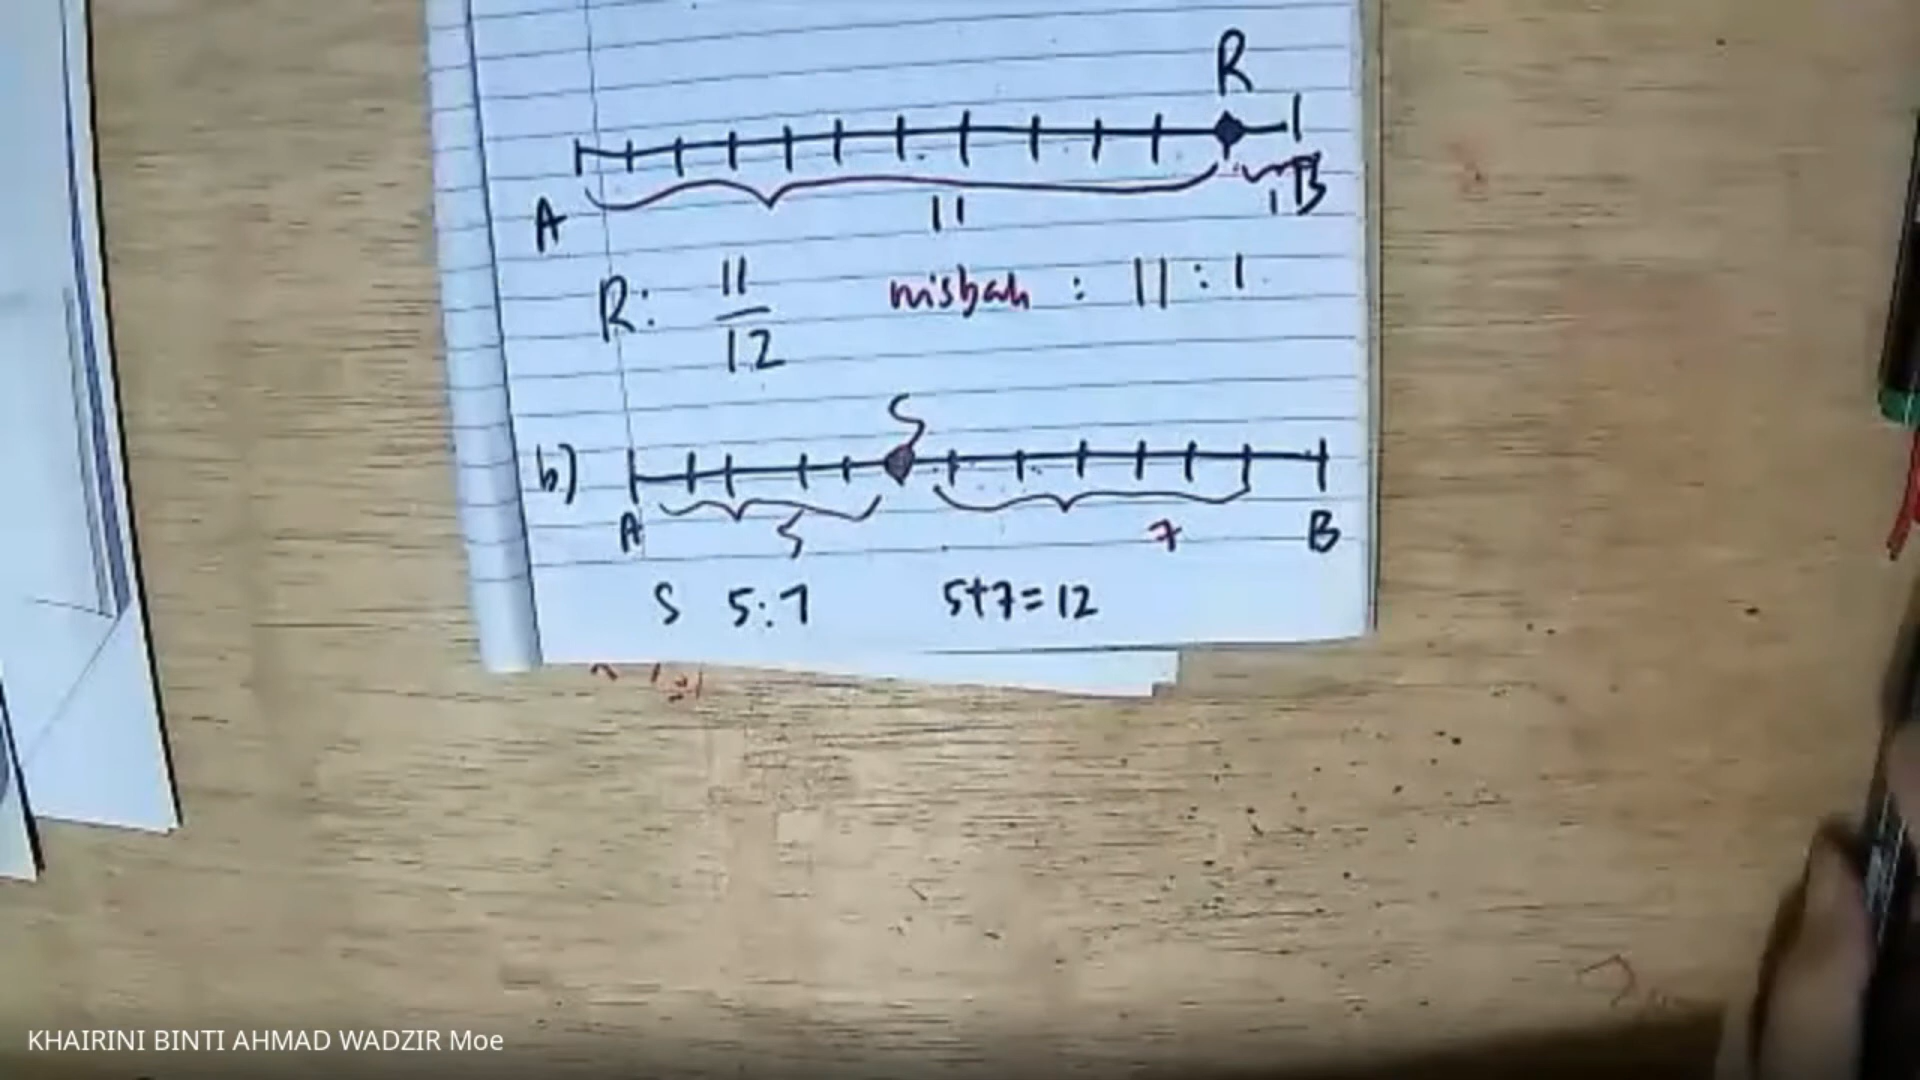 R
A 11 1 B
R: 11/12 nisbah : 11:1
S
b)
A 5 7 B
S 5:7 5+7=12
KHAIRINI BINTI AHMAD WADZIR Moe